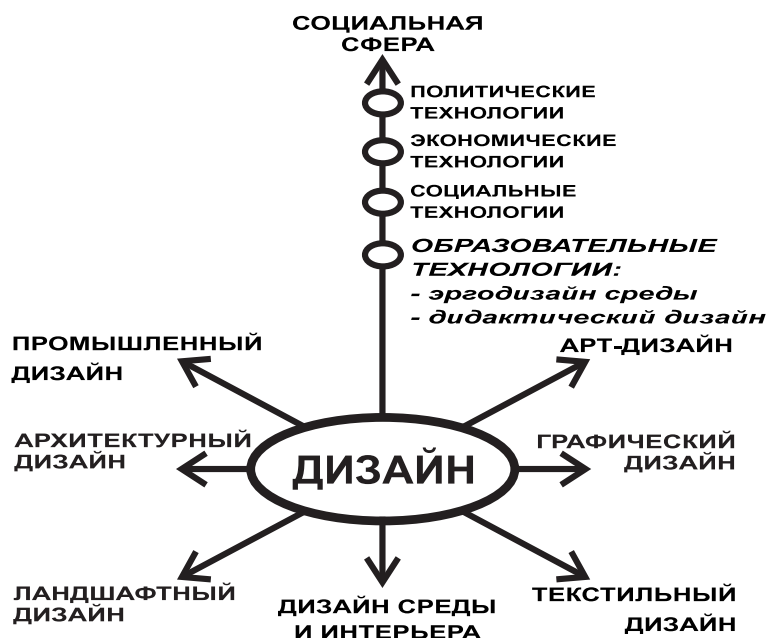 СОЦИАЛЬНАЯ
СФЕРА
ПОЛИТИЧЕСКИЕ
ТЕХНОЛОГИИ
ЭКОНОМИЧЕСКИЕ
ТЕХНОЛОГИИ
СОЦИАЛЬНЫЕ
ТЕХНОЛОГИИ
ОБРАЗОВАТЕЛЬНЫЕ
ТЕХНОЛОГИИ:
- эргодизайн среды
- дидактический дизайн
ПРОМЫШЛЕННЫЙ
ДИЗАЙН
АРТ-ДИЗАЙН
АРХИТЕКТУРНЫЙ
ДИЗАЙН
ДИЗАЙН
ГРАФИЧЕСКИЙ
ДИЗАЙН
ЛАНДШАФТНЫЙ
ДИЗАЙН
ДИЗАЙН СРЕДЫ
И ИНТЕРЬЕРА
ТЕКСТИЛЬНЫЙ
ДИЗАЙН